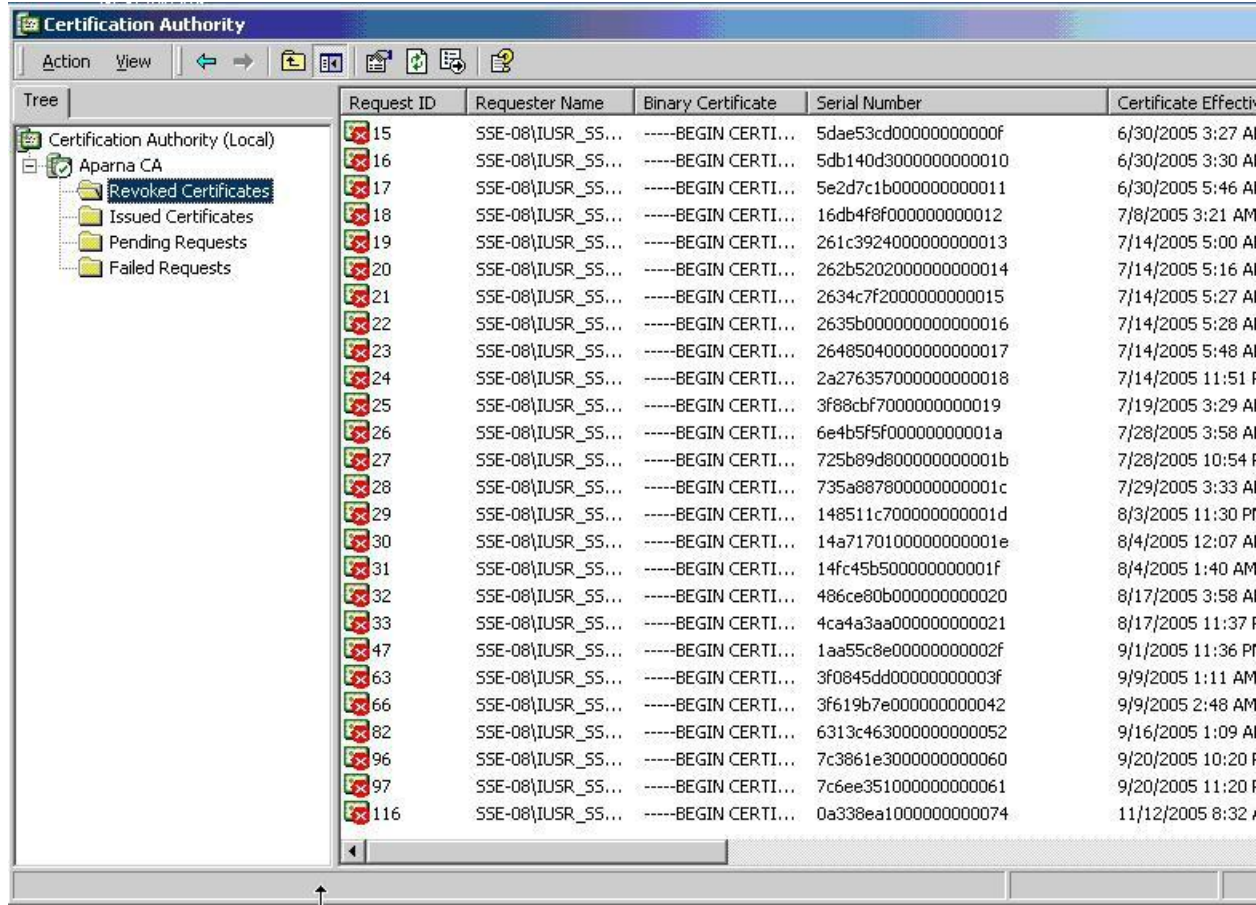 Certification Authority
Action View
Tree
Request ID Requester Name Binary Certificate Serial Number Certificate Effectiv
Certification Authority (Local)
Aparna CA
Revoked Certificates
Issued Certificates
Pending Requests
Failed Requests
15 SSE-08\IUSR_SS... -----BEGIN CERTI... 5dae53cd00000000000f 6/30/2005 3:27 A
16 SSE-08\IUSR_SS... -----BEGIN CERTI... 5db140d3000000000010 6/30/2005 3:30 A
17 SSE-08\IUSR_SS... -----BEGIN CERTI... 5e2d7c1b000000000011 6/30/2005 5:46 A
18 SSE-08\IUSR_SS... -----BEGIN CERTI... 16db4f8f000000000012 7/8/2005 3:21 AM
19 SSE-08\IUSR_SS... -----BEGIN CERTI... 261c3924000000000013 7/14/2005 5:00 A
20 SSE-08\IUSR_SS... -----BEGIN CERTI... 262b5202000000000014 7/14/2005 5:16 A
21 SSE-08\IUSR_SS... -----BEGIN CERTI... 2634c7f2000000000015 7/14/2005 5:27 A
22 SSE-08\IUSR_SS... -----BEGIN CERTI... 2635b000000000000016 7/14/2005 5:28 A
23 SSE-08\IUSR_SS... -----BEGIN CERTI... 26485040000000000017 7/14/2005 5:48 A
24 SSE-08\IUSR_SS... -----BEGIN CERTI... 2a276357000000000018 7/14/2005 11:51
25 SSE-08\IUSR_SS... -----BEGIN CERTI... 3f88cbf7000000000019 7/19/2005 3:29 A
26 SSE-08\IUSR_SS... -----BEGIN CERTI... 6e4b5f5f00000000001a 7/28/2005 3:58 A
27 SSE-08\IUSR_SS... -----BEGIN CERTI... 725b89d800000000001b 7/28/2005 10:54
28 SSE-08\IUSR_SS... -----BEGIN CERTI... 735a887800000000001c 7/29/2005 3:33 A
29 SSE-08\IUSR_SS... -----BEGIN CERTI... 148511c700000000001d 8/3/2005 11:30 P
30 SSE-08\IUSR_SS... -----BEGIN CERTI... 14a7170100000000001e 8/4/2005 12:07 A
31 SSE-08\IUSR_SS... -----BEGIN CERTI... 14fc45b500000000001f 8/4/2005 1:40 AM
32 SSE-08\IUSR_SS... -----BEGIN CERTI... 486ce80b000000000020 8/17/2005 3:58 A
33 SSE-08\IUSR_SS... -----BEGIN CERTI... 4ca4a3aa000000000021 8/17/2005 11:37
47 SSE-08\IUSR_SS... -----BEGIN CERTI... 1aa55c8e00000000002f 9/1/2005 11:36 P
63 SSE-08\IUSR_SS... -----BEGIN CERTI... 3f0845dd00000000003f 9/9/2005 1:11 AM
66 SSE-08\IUSR_SS... -----BEGIN CERTI... 3f619b7e000000000042 9/9/2005 2:48 AM
82 SSE-08\IUSR_SS... -----BEGIN CERTI... 6313c463000000000052 9/16/2005 1:09 A
96 SSE-08\IUSR_SS... -----BEGIN CERTI... 7c3861e3000000000060 9/20/2005 10:20
97 SSE-08\IUSR_SS... -----BEGIN CERTI... 7c6ee351000000000061 9/20/2005 11:20
116 SSE-08\IUSR_SS... -----BEGIN CERTI... 0a338ea1000000000074 11/12/2005 8:32